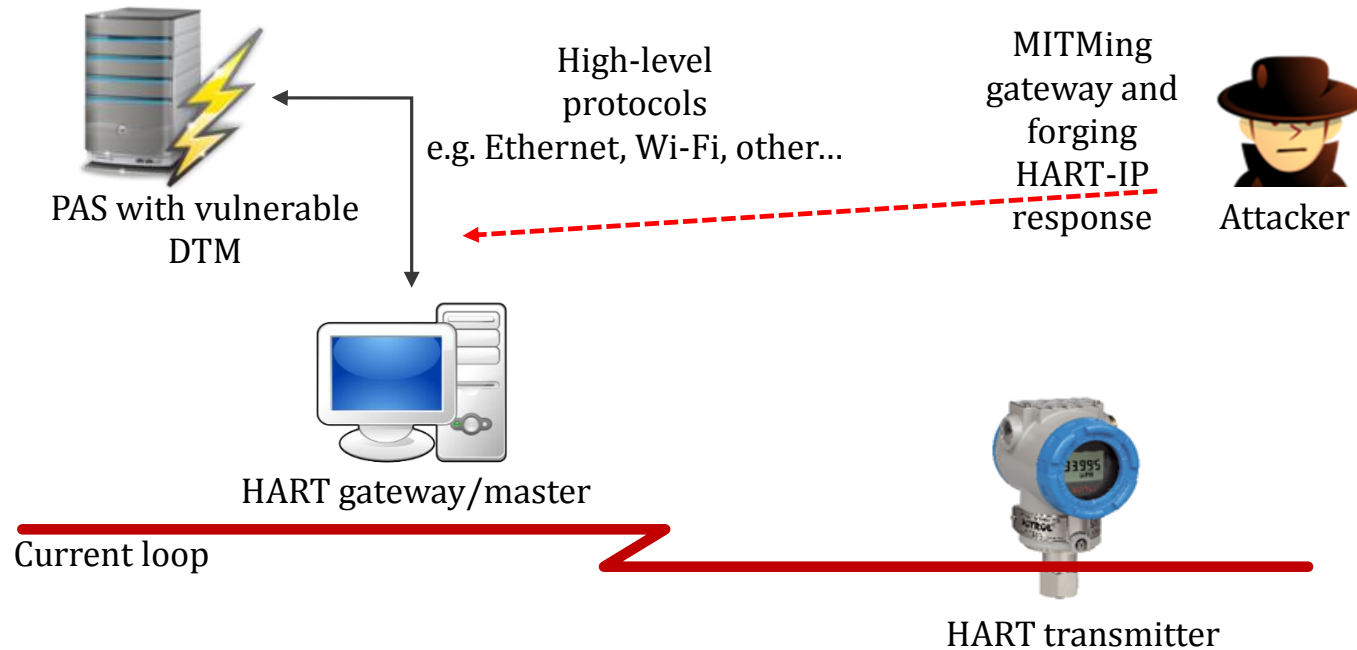 High-level
protocols
e.g. Ethernet, Wi-Fi, other…
MITMing
gateway and
forging
HART-IP
response
Attacker
PAS with vulnerable
DTM
HART gateway/master
Current loop
33995
HART transmitter